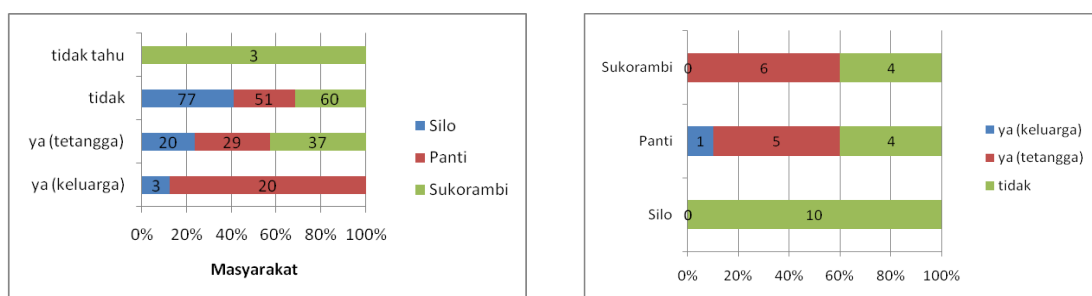 tidak tahu
3
tidak
77 51 60
ya (tetangga)
20 29 37
ya (keluarga)
3 20
0% 20% 40% 60% 80% 100%
Masyarakat
Silo
Panti
Sukorambi
Sukorambi
0 6 4
Panti
1 5 4
Silo
0 10
0% 20% 40% 60% 80% 100%
ya (keluarga)
ya (tetangga)
tidak